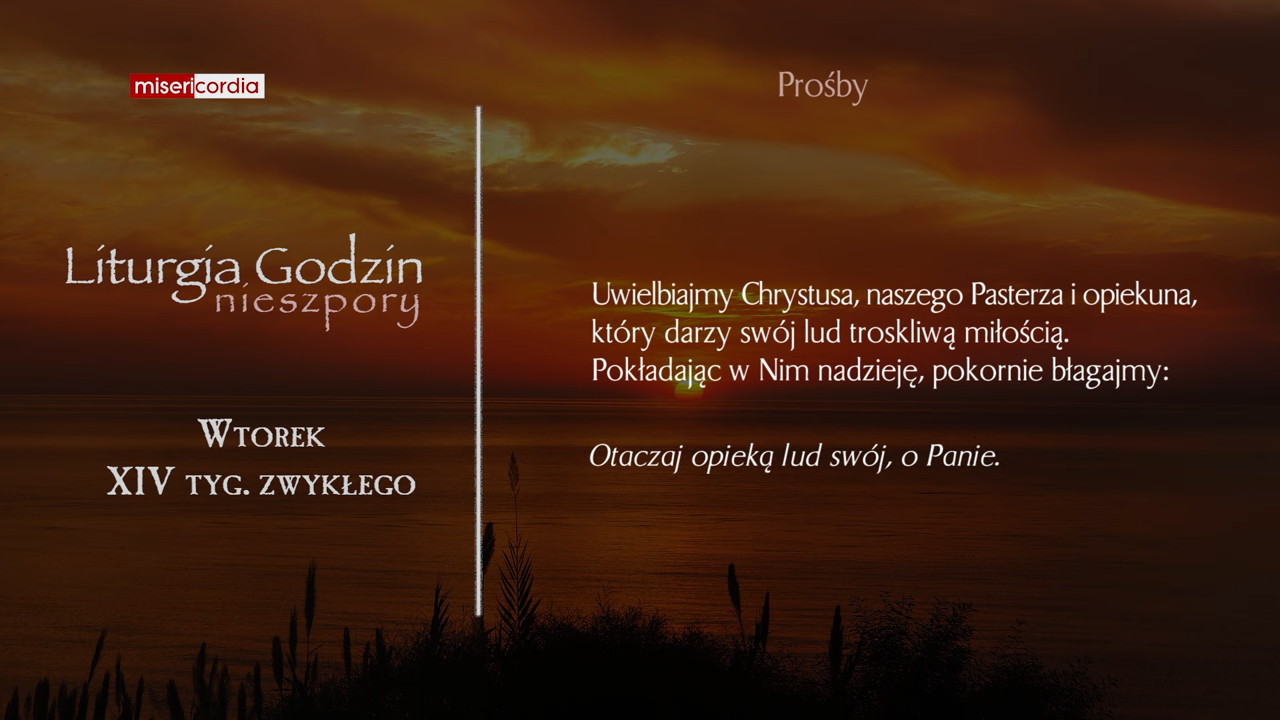 misericordia
Liturgia Godzin
nieszpory
Wtorek
XIV tyg. zwykłego
Prośby
Uwielbiajmy Chrystusa, naszego Pasterza i opiekuna,
który darzy swój lud troskliwą miłością.
Pokładając w Nim nadzieję, pokornie błagajmy:
Otaczaj opieką lud swój, o Panie.